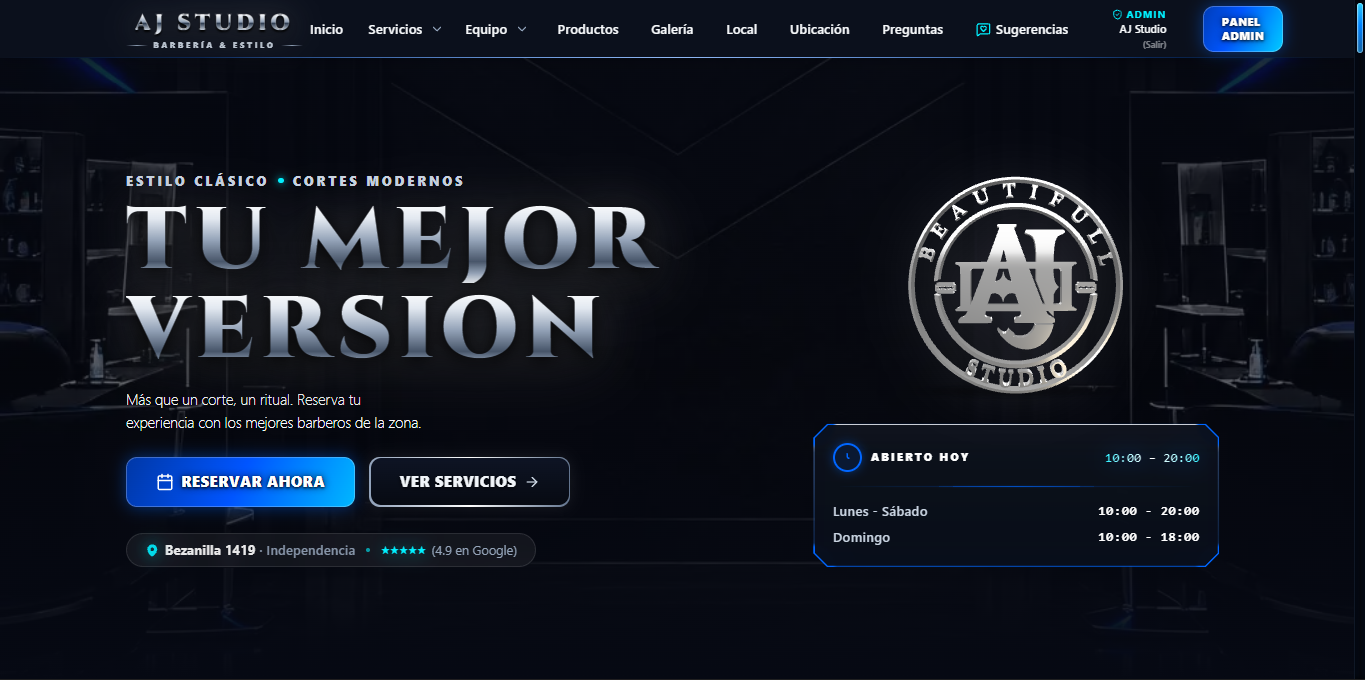 AJ STUDIO
BARBERÍA & ESTILO
Inicio
Servicios
Equipo
Productos
Galería
Local
Ubicación
Preguntas
Sugerencias
ADMIN
AJ Studio
(Salir)
PANEL
ADMIN
ESTILO CLÁSICO • CORTES MODERNOS
TU MEJOR
VERSION
Más que un corte, un ritual. Reserva tu
experiencia con los mejores barberos de la zona.
RESERVAR AHORA
VER SERVICIOS →
Bezanilla 1419 · Independencia • ★★★★★ (4.9 en Google)
BEAUTIFULL
AJ
STUDIO
ABIERTO HOY 10:00 – 20:00
Lunes - Sábado 10:00 - 20:00
Domingo 10:00 - 18:00